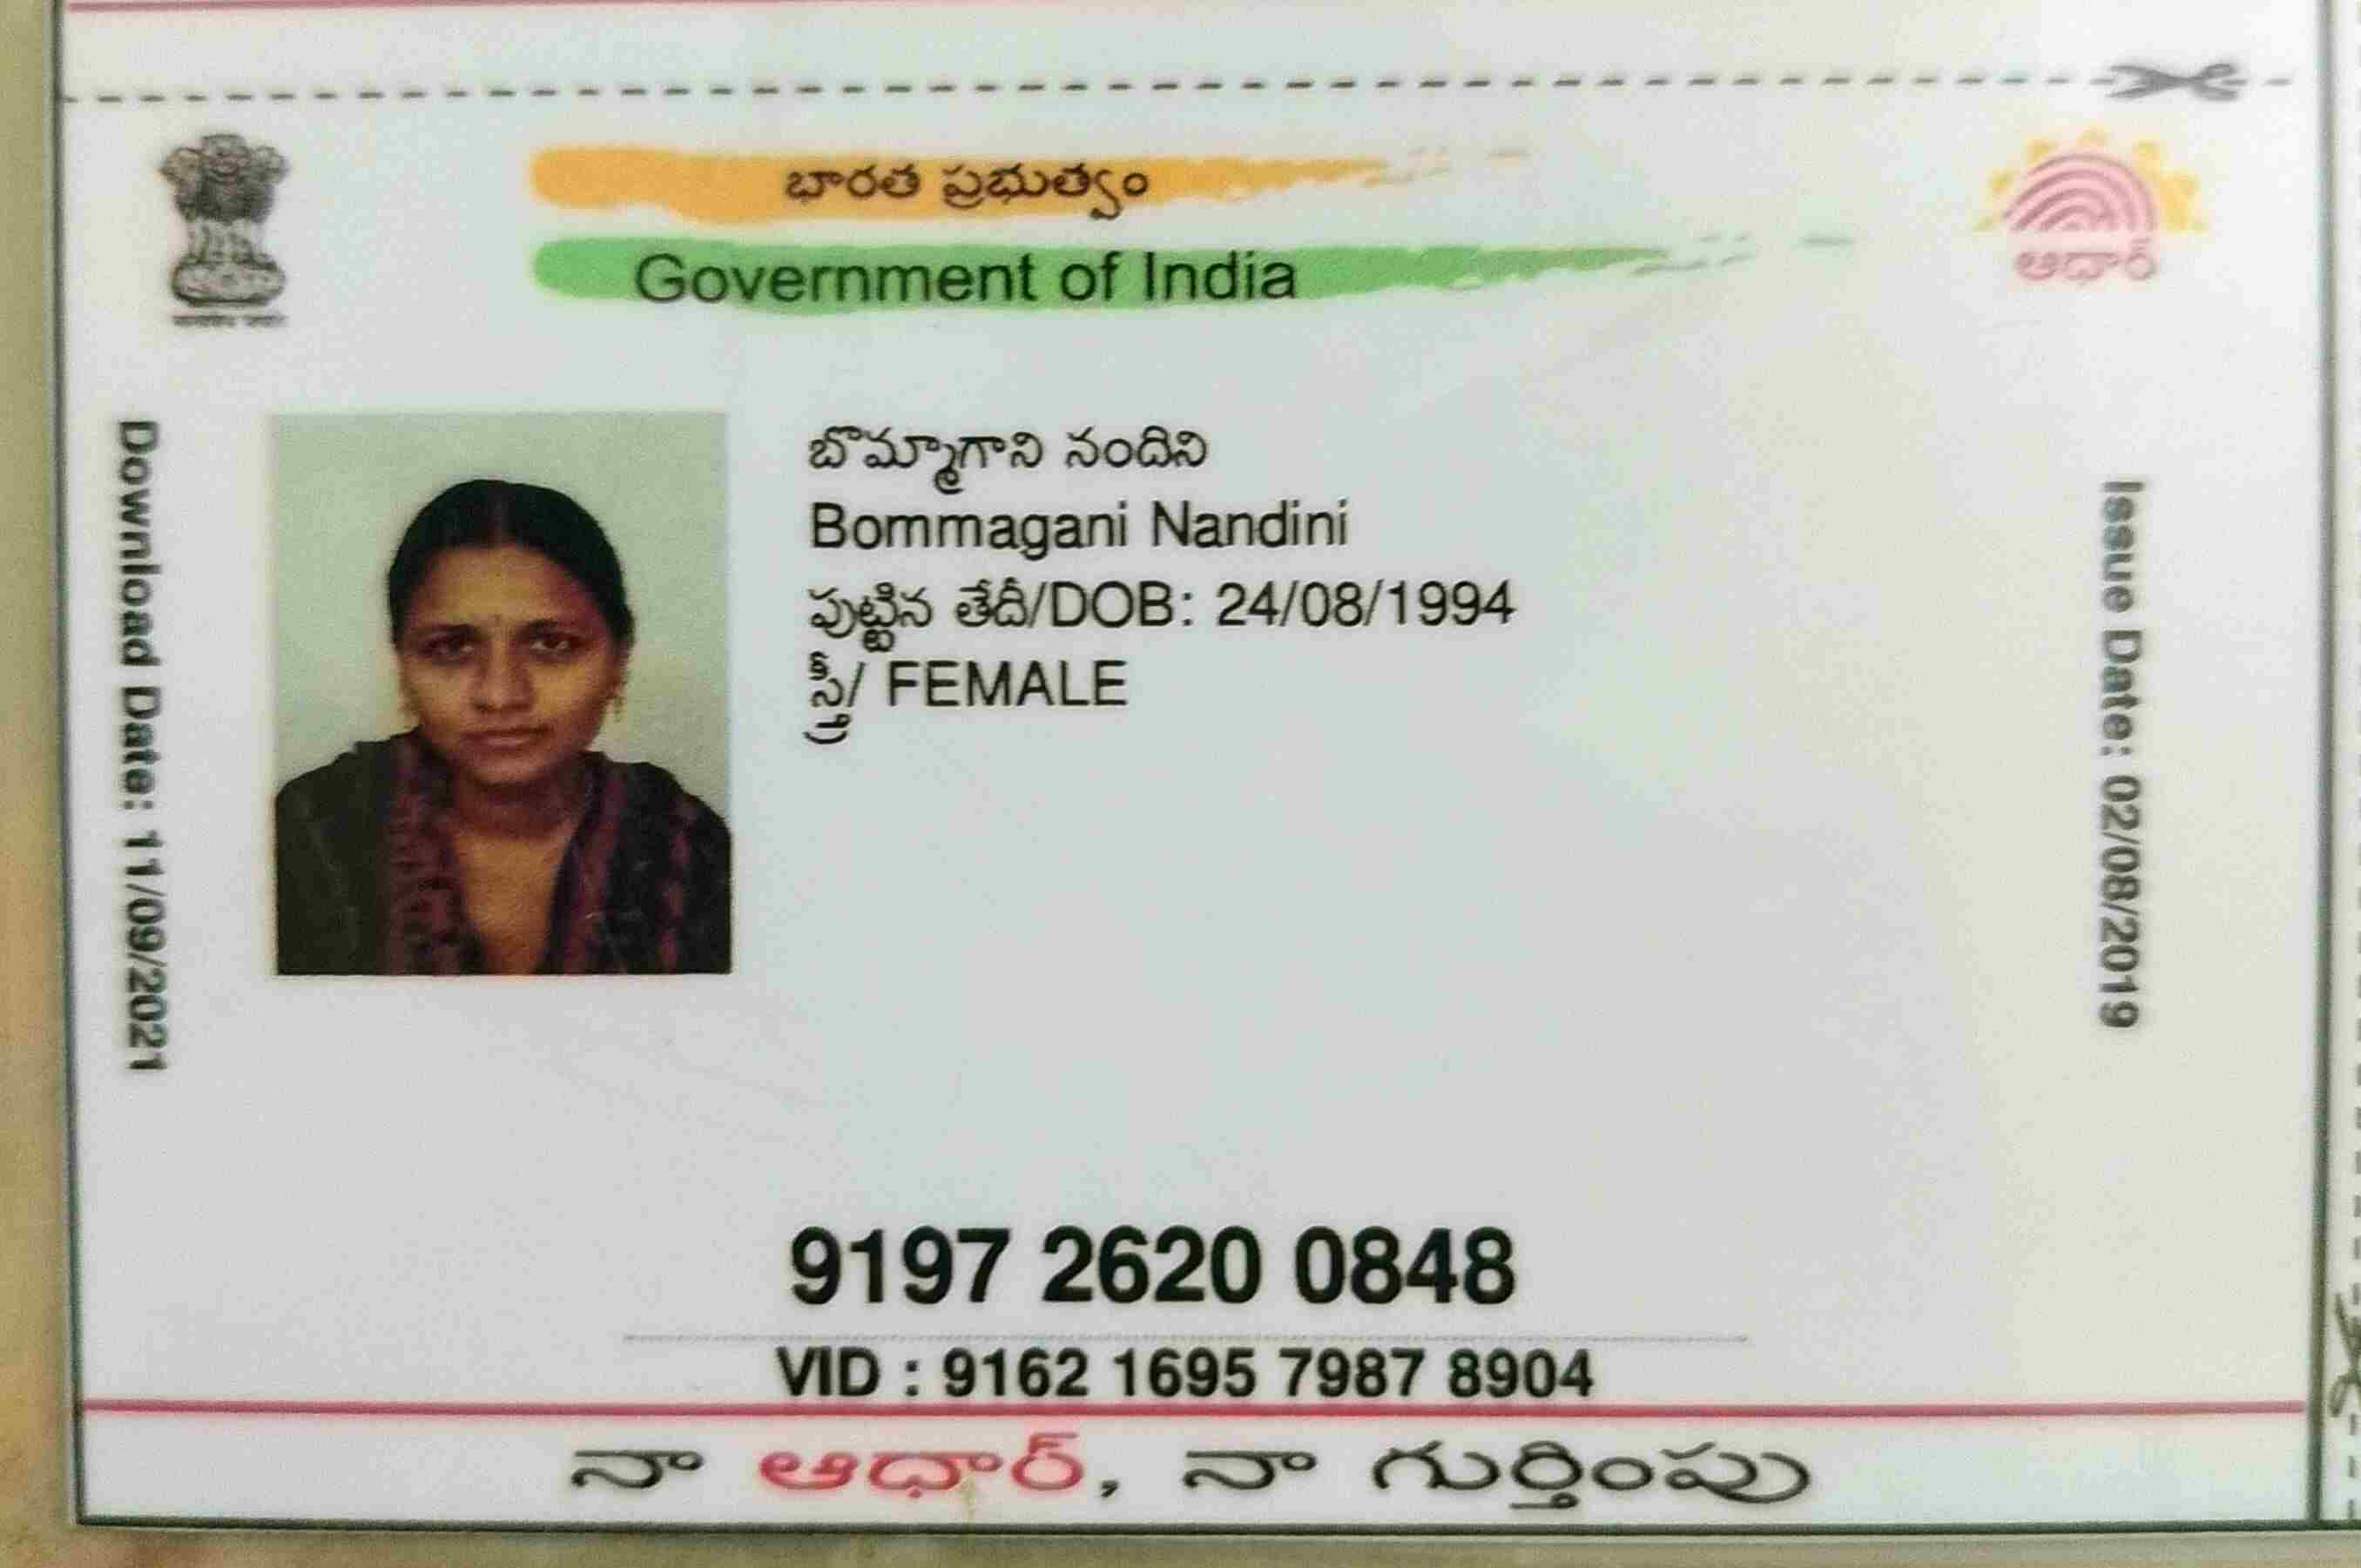 భారత ప్రభుత్వం
Government of India
ఆధార్
Download Date: 11/09/2021
బొమ్మాగాని నందిని
Bommagani Nandini
పుట్టిన తేదీ/DOB: 24/08/1994
స్త్రీ/ FEMALE
Issue Date: 02/08/2019
9197 2620 0848
VID : 9162 1695 7987 8904
నా ఆధార్, నా గుర్తింపు